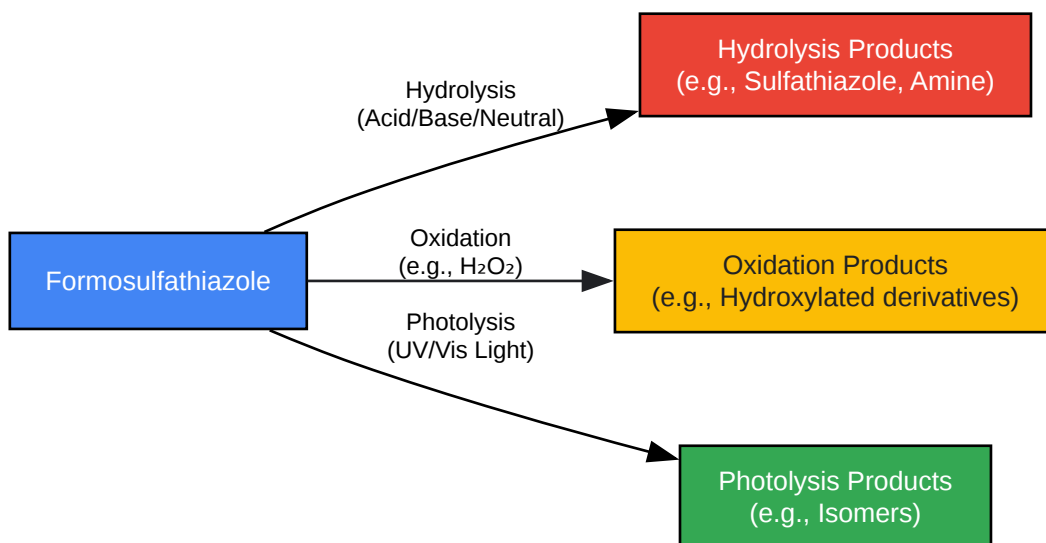 Hydrolysis Products
(e.g., Sulfathiazole, Amine)
Hydrolysis
(Acid/Base/Neutral)
Formosulfathiazole
Oxidation
(e.g., H₂O₂)
Oxidation Products
(e.g., Hydroxylated derivatives)
Photolysis
(UV/Vis Light)
Photolysis Products
(e.g., Isomers)